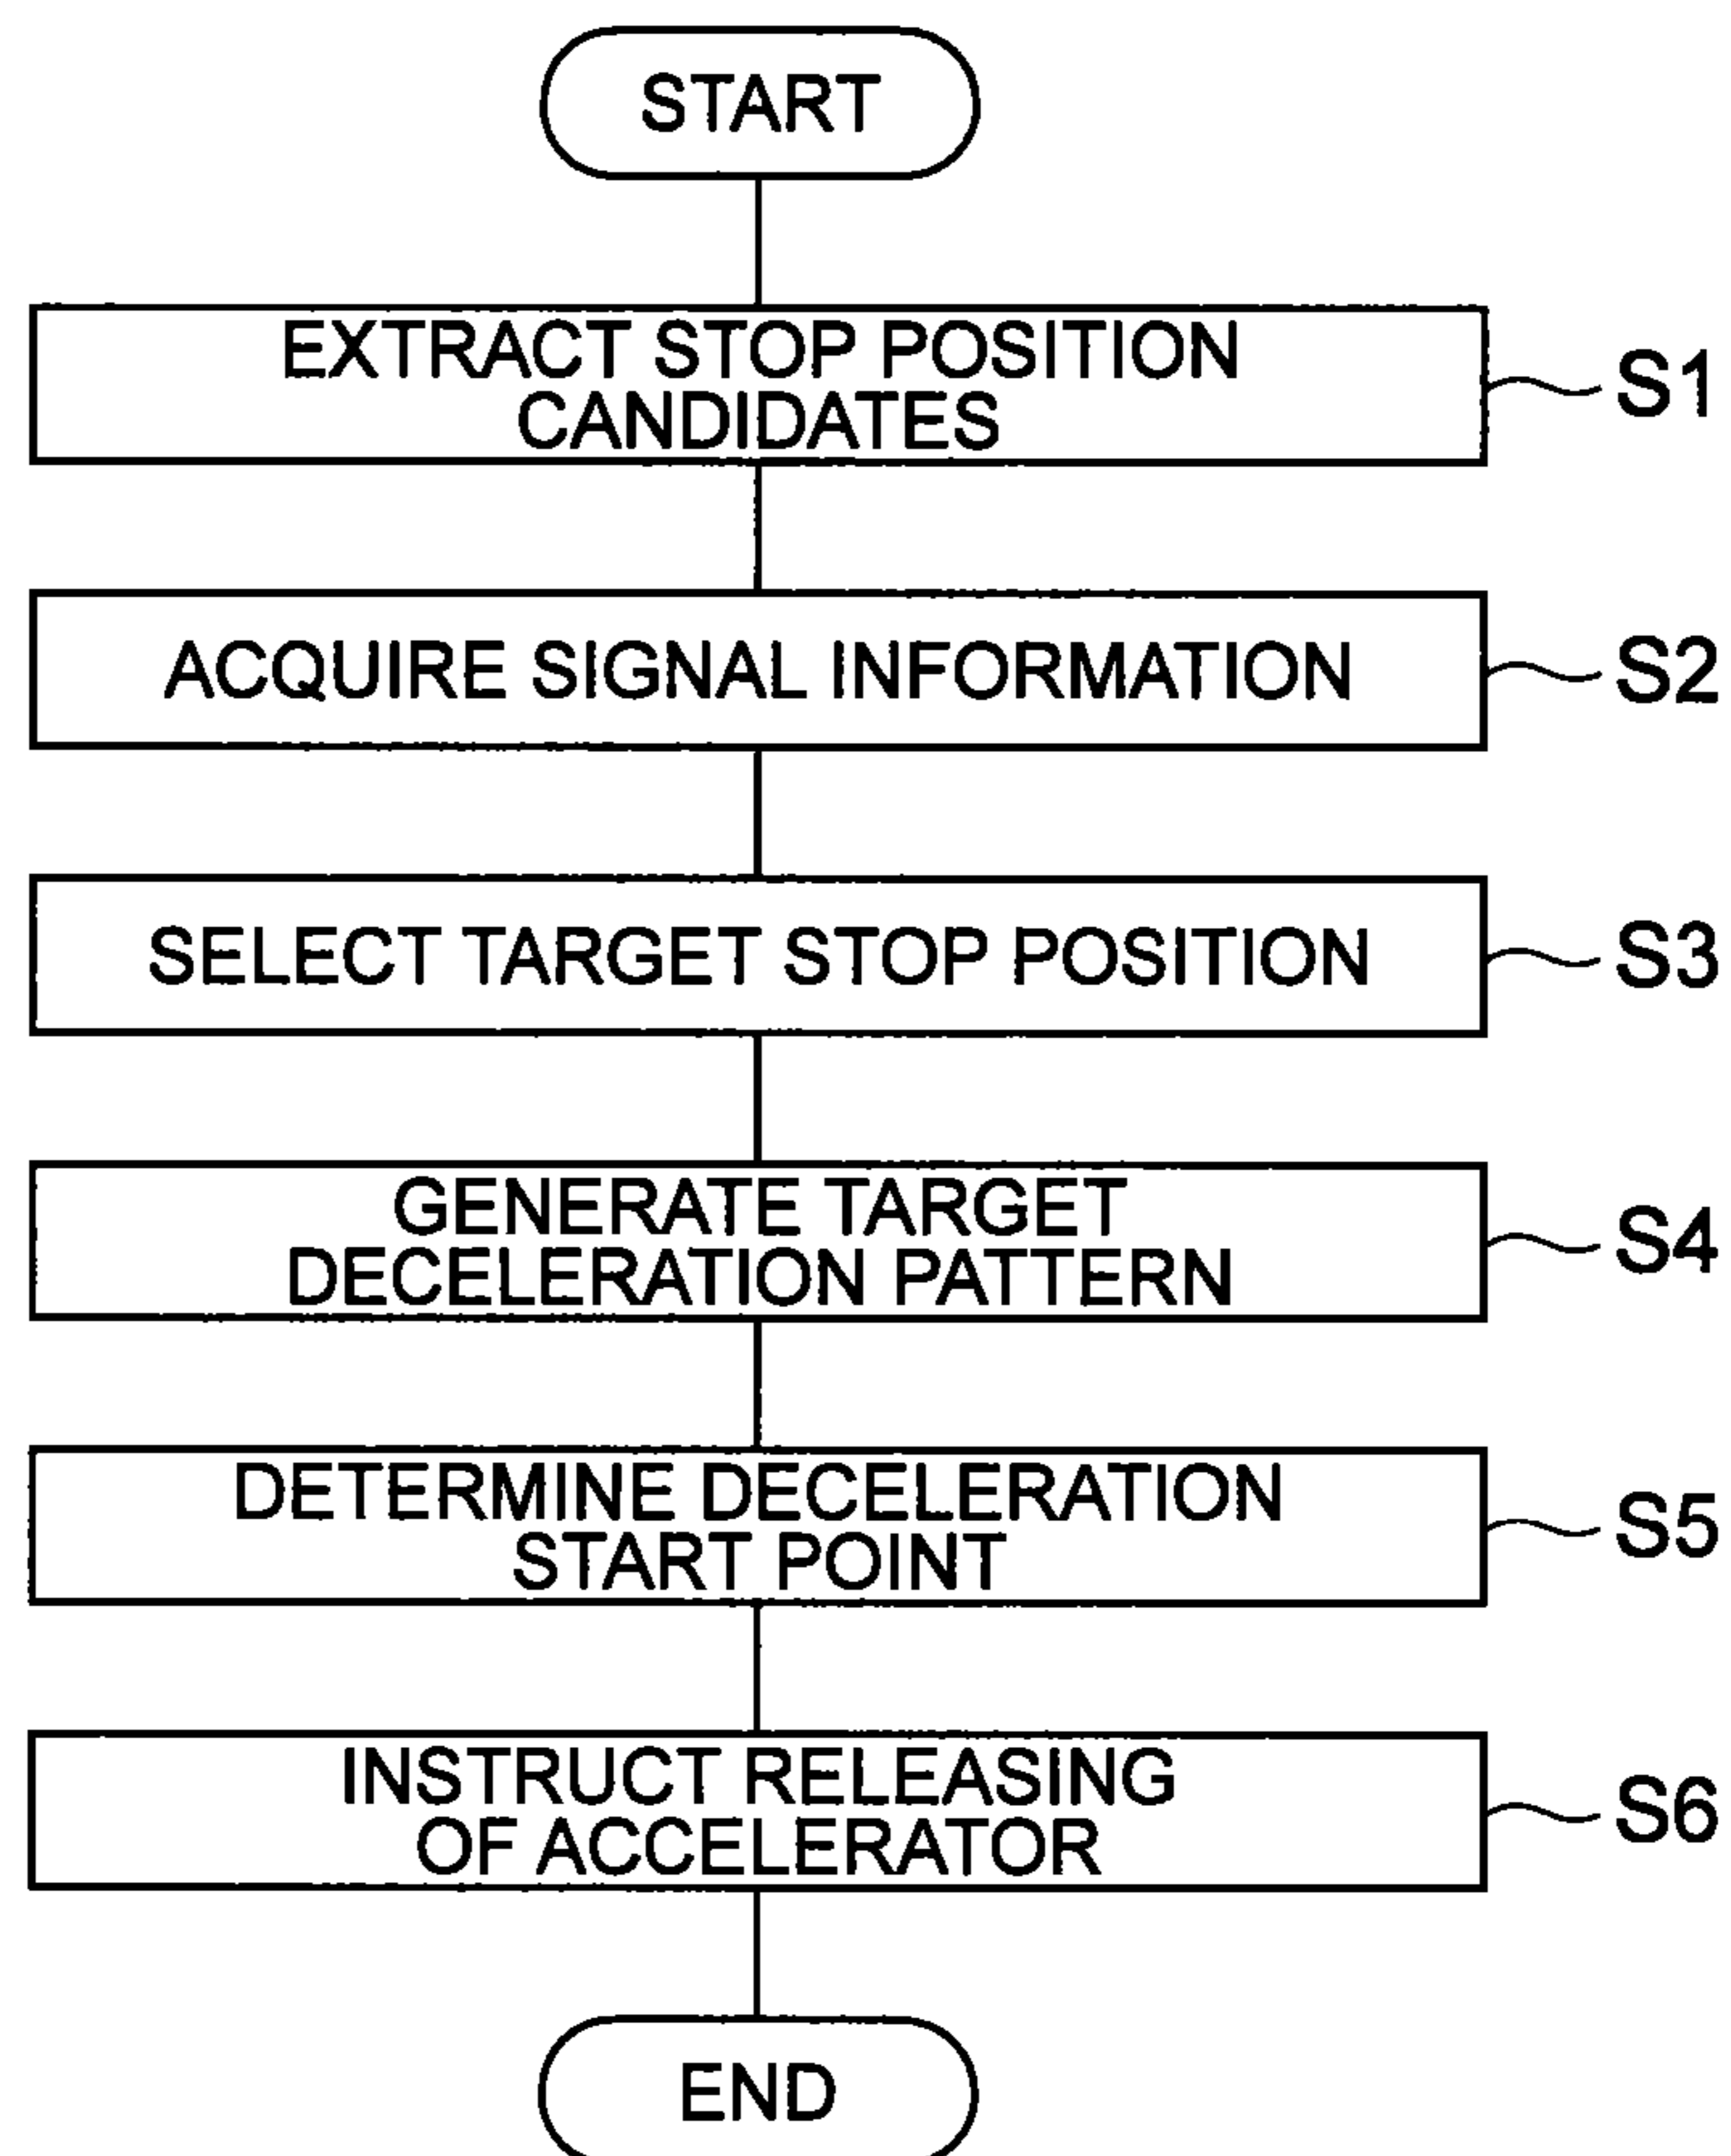 START
EXTRACT STOP POSITION
CANDIDATES
S1
ACQUIRE SIGNAL INFORMATION
S2
SELECT TARGET STOP POSITION
S3
GENERATE TARGET
DECELERATION PATTERN
S4
DETERMINE DECELERATION
START POINT
S5
INSTRUCT RELEASING
OF ACCELERATOR
S6
END